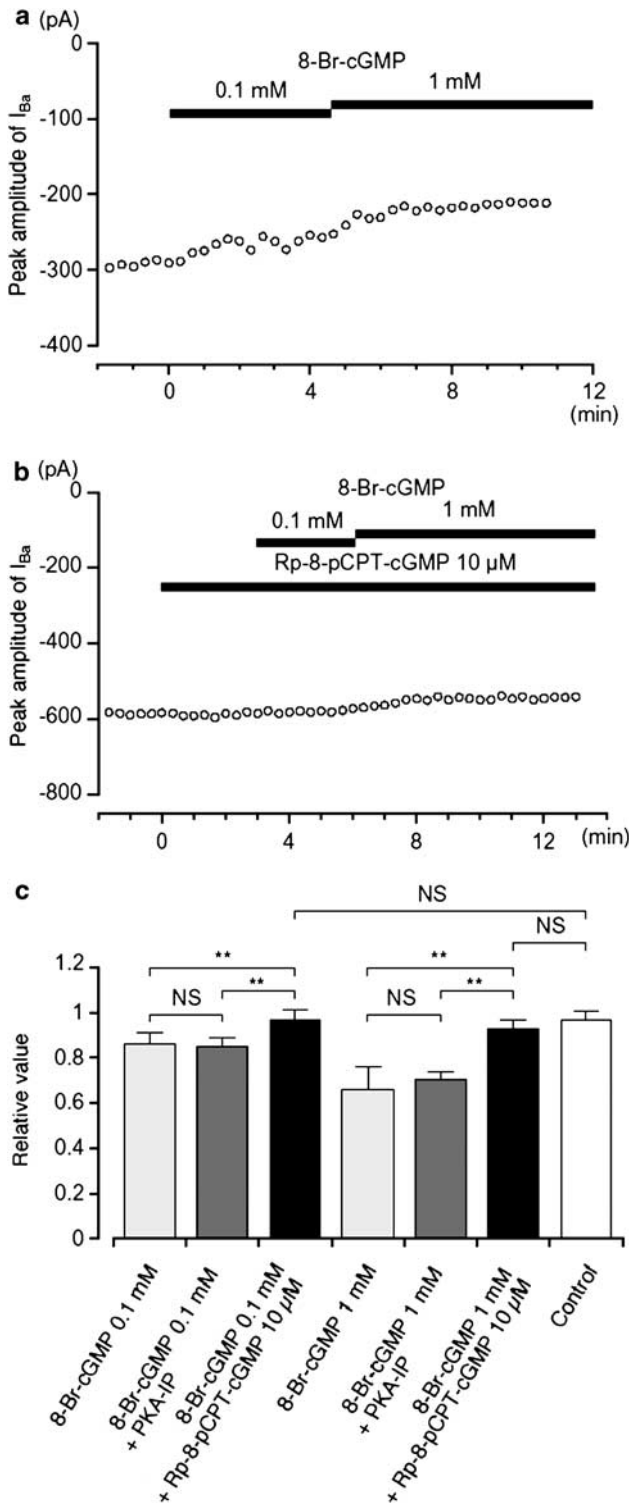 a (pA)
0
-100
-200
-300
-400
Peak amplitude of IBa
8-Br-cGMP
0.1 mM
1 mM
0 4 8 12
(min)
b (pA)
0
-200
-400
-600
-800
Peak amplitude of IBa
8-Br-cGMP
0.1 mM
1 mM
Rp-8-pCPT-cGMP 10 µM
0 4 8 12 (min)
c
NS
NS
** **
** **
NS NS
1.2
1
0.8
0.6
0.4
0.2
0
Relative value
8-Br-cGMP 0.1 mM
8-Br-cGMP 0.1 mM
+ PKA-IP
8-Br-cGMP 0.1 mM
+ Rp-8-pCPT-cGMP 10 µM
8-Br-cGMP 1 mM
8-Br-cGMP 1 mM
+ PKA-IP
8-Br-cGMP 1 mM
+ Rp-8-pCPT-cGMP 10 µM
Control